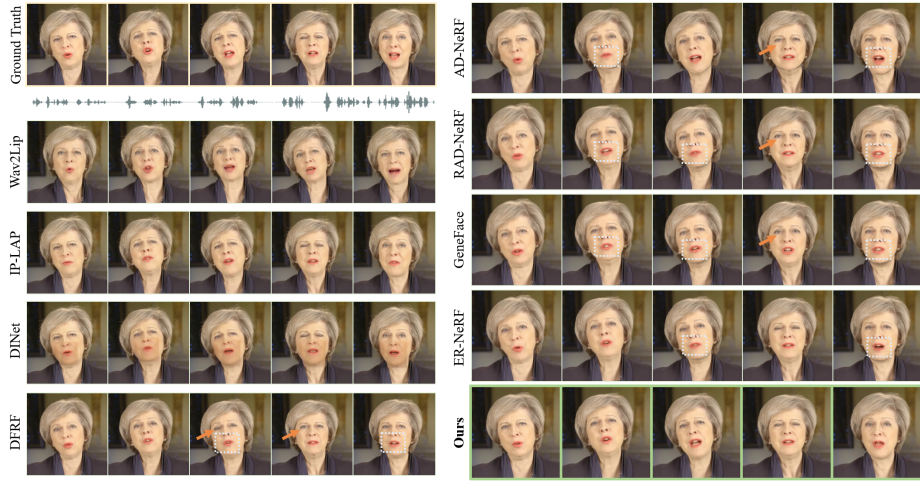 Ground Truth
Wav2Lip
IP-LAP
DINet
DFRF
AD-NeRF
RAD-NeRF
GeneFace
ER-NeRF
Ours